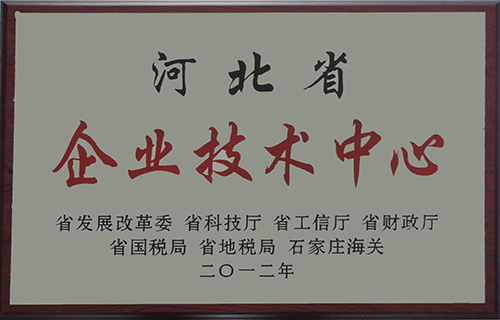 河北省
企业技术中心
省发展改革委 省科技厅 省工信厅 省财政厅
省国税局 省地税局 石家庄海关
二〇一二年